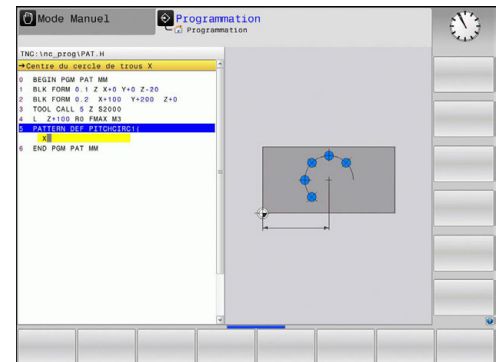 Mode Manuel
Programmation
Programmation
TNC:\nc_prog\PAT.H
→Centre du cercle de trous X
0 BEGIN PGM PAT MM
1 BLK FORM 0.1 Z X+0 Y+0 Z-20
2 BLK FORM 0.2 X+100 Y+200 Z+0
3 TOOL CALL 5 Z S2000
4 L Z+100 R0 FMAX M3
5 PATTERN DEF PITCHCIRC1(
X
6 END PGM PAT MM